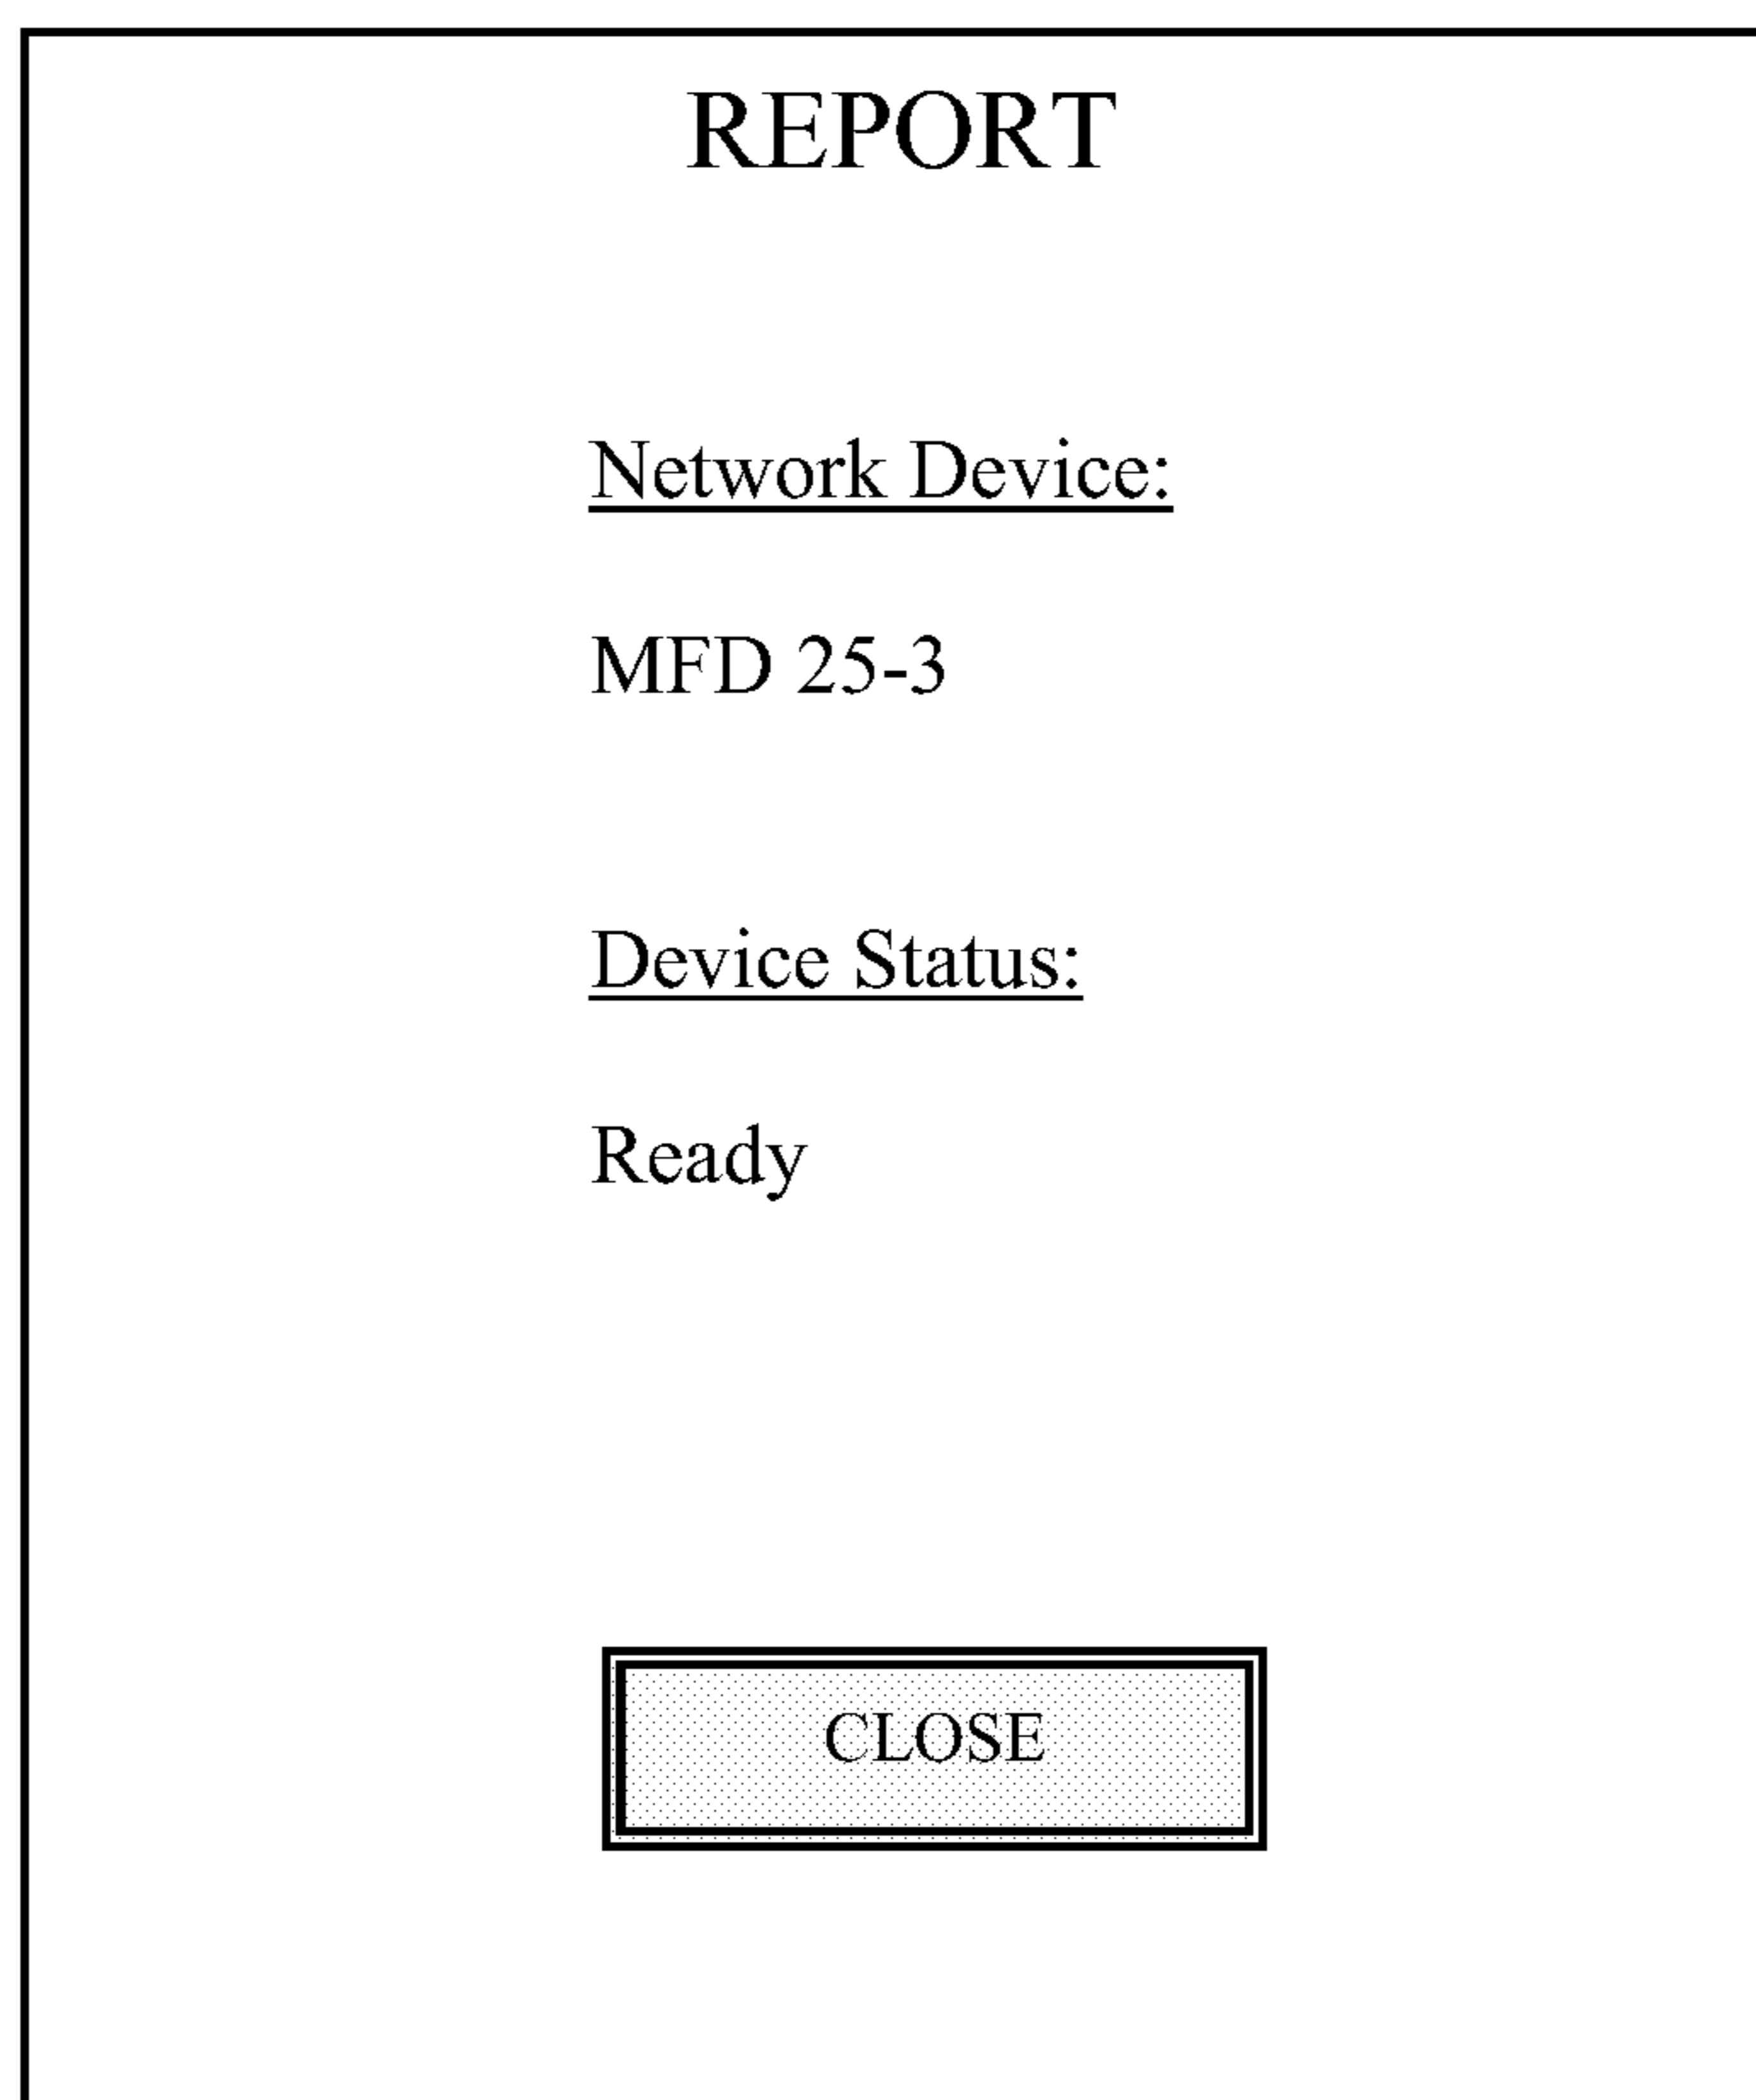 REPORT
Network Device:
MFD 25-3
Device Status:
Ready
CLOSE